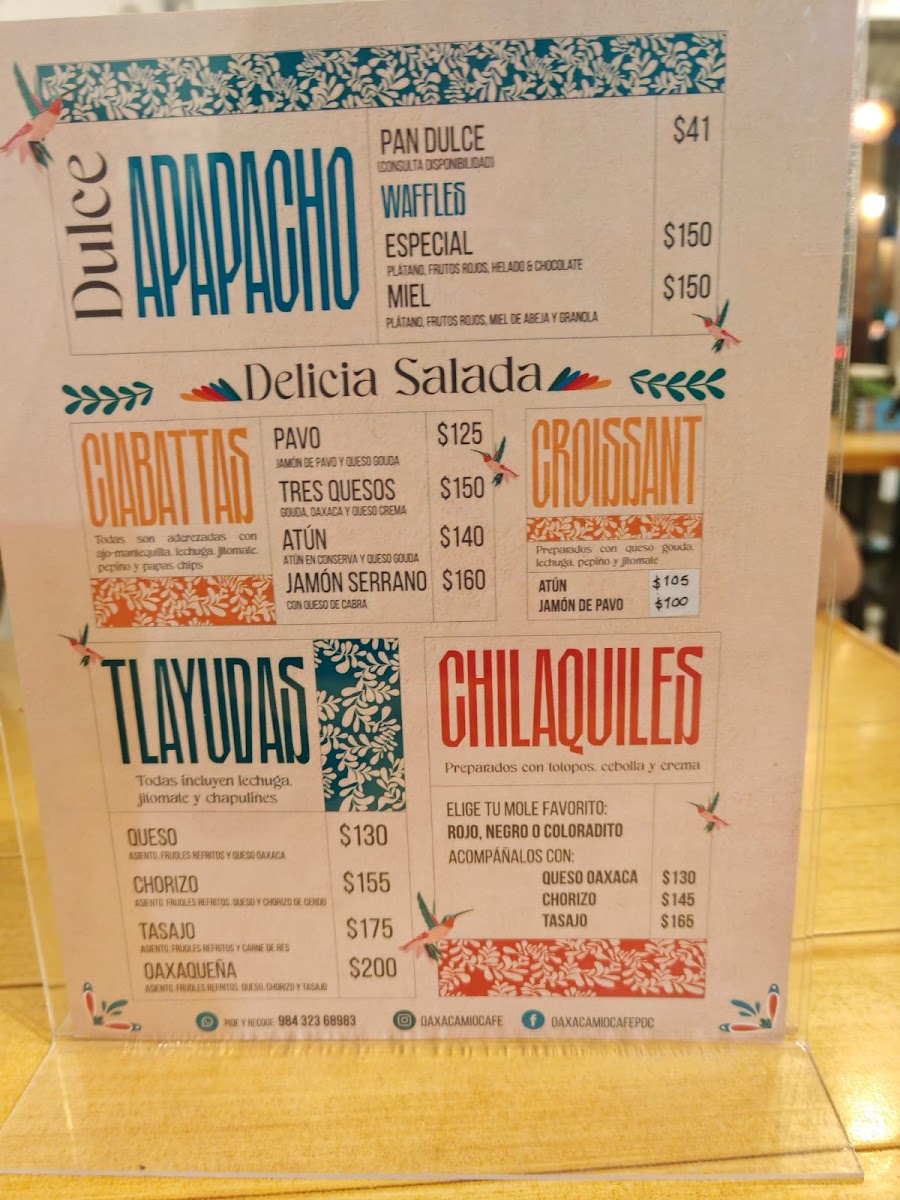 Dulce
APAPACHO
PAN DULCE $41
(CONSULTA DISPONIBILIDAD)
WAFFLES
ESPECIAL $150
PLÁTANO, FRUTOS ROJOS, HELADO & CHOCOLATE
MIEL $150
PLÁTANO, FRUTOS ROJOS, MIEL DE ABEJA Y GRANOLA
Delicia Salada
CIABATTAS
Todas son aderezadas con
ajo-mantequilla, lechuga, jitomate,
pepino y papas chips
PAVO $125
JAMÓN DE PAVO Y QUESO GOUDA
TRES QUESOS $150
GOUDA, OAXACA Y QUESO CREMA
ATÚN $140
ATÚN EN CONSERVA Y QUESO GOUDA
JAMÓN SERRANO $160
CON QUESO DE CABRA
CROISSANT
Preparados con queso gouda,
lechuga, pepino y jitomate
ATÚN $105
JAMÓN DE PAVO $100
TLAYUDAS
Todas incluyen lechuga,
jitomate y chapulines
QUESO $130
ASIENTO, FRIJOLES REFRITOS Y QUESO OAXACA
CHORIZO $155
ASIENTO, FRIJOLES REFRITOS, QUESO Y CHORIZO DE CERDO
TASAJO $175
ASIENTO, FRIJOLES REFRITOS Y CARNE DE RES
OAXAQUEÑA $200
ASIENTO, FRIJOLES REFRITOS, QUESO, CHORIZO Y TASAJO
CHILAQUILES
Preparados con totopos, cebolla y crema
ELIGE TU MOLE FAVORITO:
ROJO, NEGRO O COLORADITO
ACOMPÁÑALOS CON:
QUESO OAXACA $130
CHORIZO $145
TASAJO $165
PIDE Y RECOGE: 984 323 68983 OAXACAMIOCAFE OAXACAMIOCAFEPDC